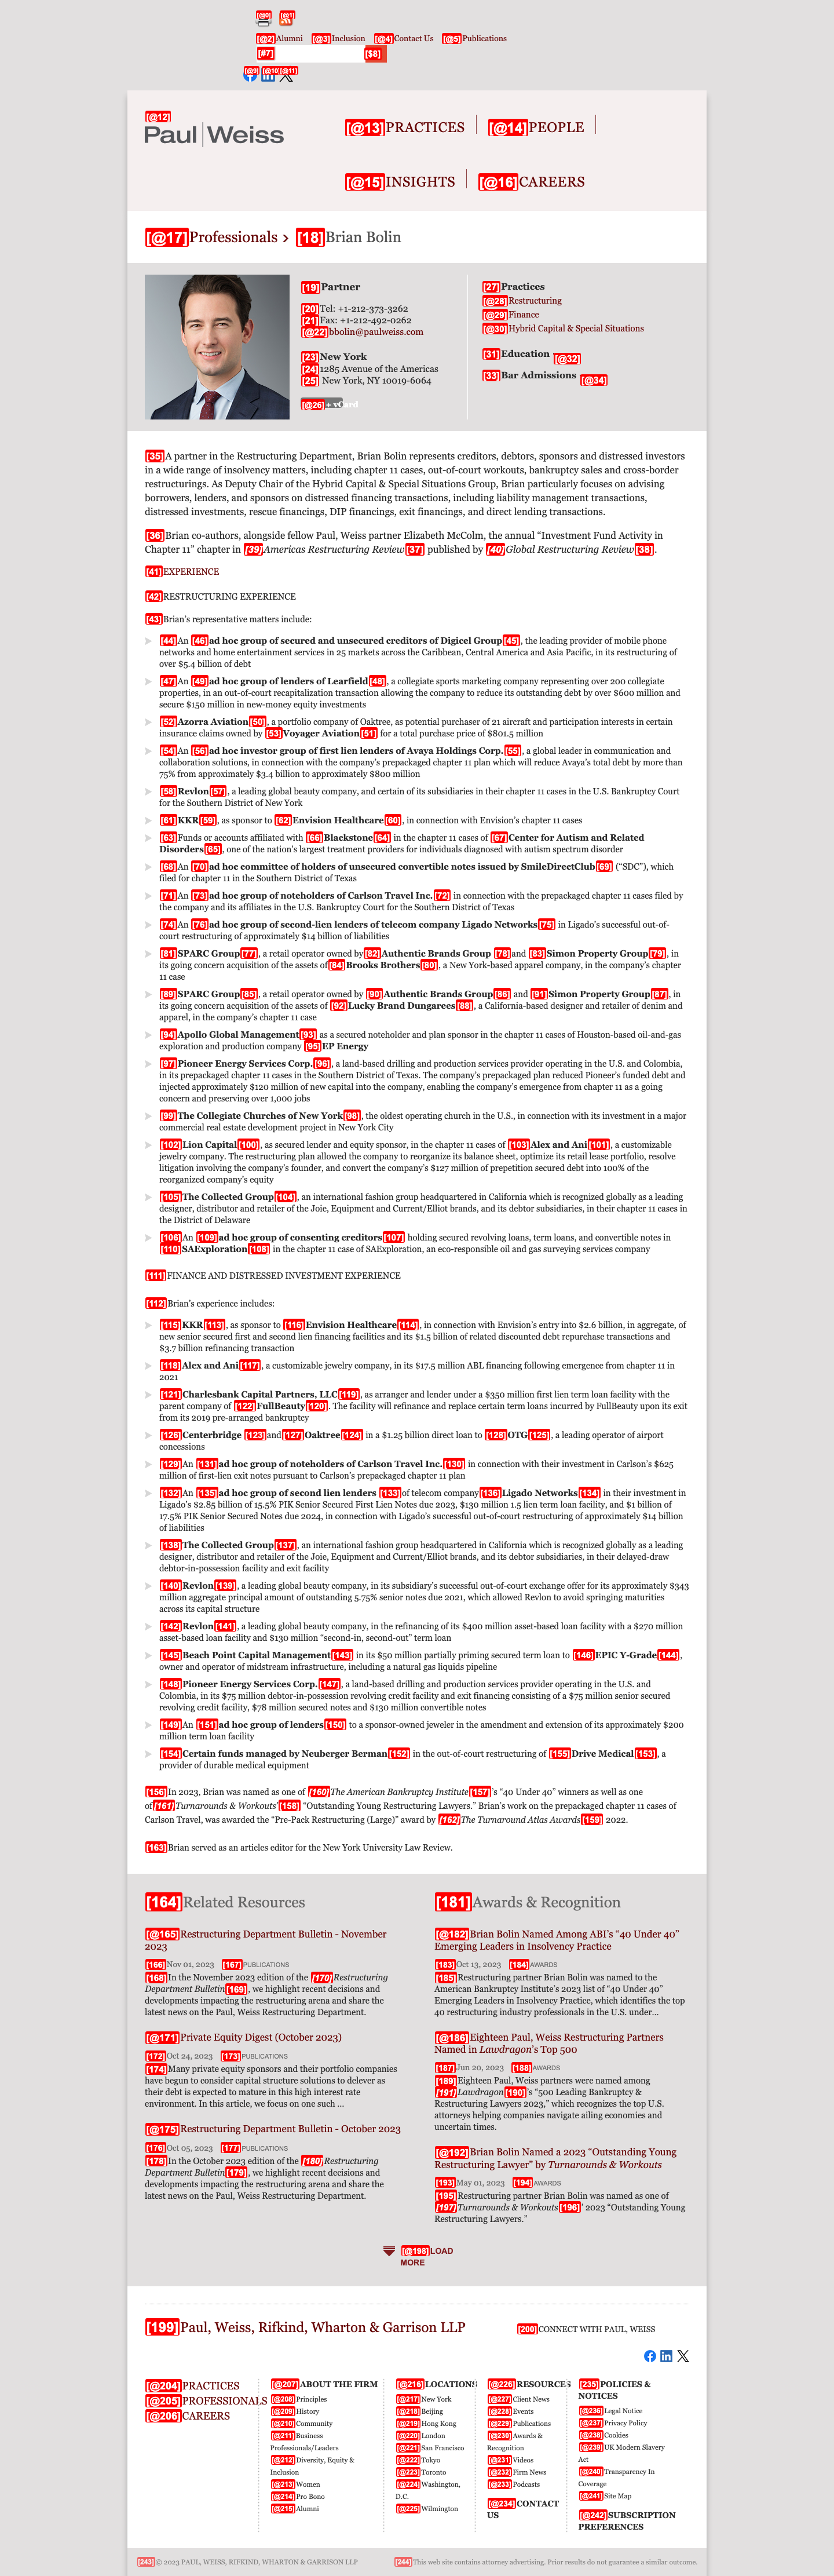 [@0] [@1]
[@2]Alumni [@3]Inclusion [@4]Contact Us [@5]Publications
[#7] [$8]
[@9] [@10] [@11]
[@12]
Paul|Weiss
[@13]PRACTICES [@14]PEOPLE
[@15]INSIGHTS [@16]CAREERS
[@17]Professionals > [18]Brian Bolin
[19]Partner
[20]Tel: +1-212-373-3262
[21]Fax: +1-212-492-0262
[@22]bbolin@paulweiss.com
[23]New York
[24]1285 Avenue of the Americas
[25] New York, NY 10019-6064
[@26]+ vCard
[27]Practices
[@28]Restructuring
[@29]Finance
[@30]Hybrid Capital & Special Situations
[31]Education [@32]
[33]Bar Admissions [@34]
[35]A partner in the Restructuring Department, Brian Bolin represents creditors, debtors, sponsors and distressed investors
in a wide range of insolvency matters, including chapter 11 cases, out-of-court workouts, bankruptcy sales and cross-border
restructurings. As Deputy Chair of the Hybrid Capital & Special Situations Group, Brian particularly focuses on advising
borrowers, lenders, and sponsors on distressed financing transactions, including liability management transactions,
distressed investments, rescue financings, DIP financings, exit financings, and direct lending transactions.
[36]Brian co-authors, alongside fellow Paul, Weiss partner Elizabeth McColm, the annual “Investment Fund Activity in
Chapter 11” chapter in [39]Americas Restructuring Review[37] published by [40]Global Restructuring Review[38].
[41]EXPERIENCE
[42]RESTRUCTURING EXPERIENCE
[43]Brian’s representative matters include:
[44]An [46]ad hoc group of secured and unsecured creditors of Digicel Group[45], the leading provider of mobile phone
networks and home entertainment services in 25 markets across the Caribbean, Central America and Asia Pacific, in its restructuring of
over $5.4 billion of debt
[47]An [49]ad hoc group of lenders of Learfield[48], a collegiate sports marketing company representing over 200 collegiate
properties, in an out-of-court recapitalization transaction allowing the company to reduce its outstanding debt by over $600 million and
secure $150 million in new-money equity investments
[52]Azorra Aviation[50], a portfolio company of Oaktree, as potential purchaser of 21 aircraft and participation interests in certain
insurance claims owned by [53]Voyager Aviation[51] for a total purchase price of $801.5 million
[54]An [56]ad hoc investor group of first lien lenders of Avaya Holdings Corp.[55], a global leader in communication and
collaboration solutions, in connection with the company’s prepackaged chapter 11 plan which will reduce Avaya’s total debt by more than
75% from approximately $3.4 billion to approximately $800 million
[58]Revlon[57], a leading global beauty company, and certain of its subsidiaries in their chapter 11 cases in the U.S. Bankruptcy Court
for the Southern District of New York
[61]KKR[59], as sponsor to [62]Envision Healthcare[60], in connection with Envision’s chapter 11 cases
[63]Funds or accounts affiliated with [66]Blackstone[64] in the chapter 11 cases of [67]Center for Autism and Related
Disorders[65], one of the nation’s largest treatment providers for individuals diagnosed with autism spectrum disorder
[68]An [70]ad hoc committee of holders of unsecured convertible notes issued by SmileDirectClub[69] (“SDC”), which
filed for chapter 11 in the Southern District of Texas
[71]An [73]ad hoc group of noteholders of Carlson Travel Inc.[72] in connection with the prepackaged chapter 11 cases filed by
the company and its affiliates in the U.S. Bankruptcy Court for the Southern District of Texas
[74]An [76]ad hoc group of second-lien lenders of telecom company Ligado Networks[75] in Ligado’s successful out-of-
court restructuring of approximately $14 billion of liabilities
[81]SPARC Group[77], a retail operator owned by[82]Authentic Brands Group [78]and [83]Simon Property Group[79], in
its going concern acquisition of the assets of[84]Brooks Brothers[80], a New York-based apparel company, in the company’s chapter
11 case
[89]SPARC Group[85], a retail operator owned by [90]Authentic Brands Group[86] and [91]Simon Property Group[87], in
its going concern acquisition of the assets of [92]Lucky Brand Dungarees[88], a California-based designer and retailer of denim and
apparel, in the company’s chapter 11 case
[94]Apollo Global Management[93] as a secured noteholder and plan sponsor in the chapter 11 cases of Houston-based oil-and-gas
exploration and production company [95]EP Energy
[97]Pioneer Energy Services Corp.[96], a land-based drilling and production services provider operating in the U.S. and Colombia,
in its prepackaged chapter 11 cases in the Southern District of Texas. The company’s prepackaged plan reduced Pioneer’s funded debt and
injected approximately $120 million of new capital into the company, enabling the company’s emergence from chapter 11 as a going
concern and preserving over 1,000 jobs
[99]The Collegiate Churches of New York[98], the oldest operating church in the U.S., in connection with its investment in a major
commercial real estate development project in New York City
[102]Lion Capital[100], as secured lender and equity sponsor, in the chapter 11 cases of [103]Alex and Ani[101], a customizable
jewelry company. The restructuring plan allowed the company to reorganize its balance sheet, optimize its retail lease portfolio, resolve
litigation involving the company’s founder, and convert the company’s $127 million of prepetition secured debt into 100% of the
reorganized company’s equity
[105]The Collected Group[104], an international fashion group headquartered in California which is recognized globally as a leading
designer, distributor and retailer of the Joie, Equipment and Current/Elliot brands, and its debtor subsidiaries, in their chapter 11 cases in
the District of Delaware
[106]An [109]ad hoc group of consenting creditors[107] holding secured revolving loans, term loans, and convertible notes in
[110]SAExploration[108] in the chapter 11 case of SAExploration, an eco-responsible oil and gas surveying services company
[111]FINANCE AND DISTRESSED INVESTMENT EXPERIENCE
[112]Brian’s experience includes:
[115]KKR[113], as sponsor to [116]Envision Healthcare[114], in connection with Envision’s entry into $2.6 billion, in aggregate, of
new senior secured first and second lien financing facilities and its $1.5 billion of related discounted debt repurchase transactions and
$3.7 billion refinancing transaction
[118]Alex and Ani[117], a customizable jewelry company, in its $17.5 million ABL financing following emergence from chapter 11 in
2021
[121]Charlesbank Capital Partners, LLC[119], as arranger and lender under a $350 million first lien term loan facility with the
parent company of [122]FullBeauty[120]. The facility will refinance and replace certain term loans incurred by FullBeauty upon its exit
from its 2019 pre-arranged bankruptcy
[126]Centerbridge [123]and[127]Oaktree[124] in a $1.25 billion direct loan to [128]OTG[125], a leading operator of airport
concessions
[129]An [131]ad hoc group of noteholders of Carlson Travel Inc.[130] in connection with their investment in Carlson’s $625
million of first-lien exit notes pursuant to Carlson’s prepackaged chapter 11 plan
[132]An [135]ad hoc group of second lien lenders [133]of telecom company[136]Ligado Networks[134] in their investment in
Ligado’s $2.85 billion of 15.5% PIK Senior Secured First Lien Notes due 2023, $130 million 1.5 lien term loan facility, and $1 billion of
17.5% PIK Senior Secured Notes due 2024, in connection with Ligado’s successful out-of-court restructuring of approximately $14 billion
of liabilities
[138]The Collected Group[137], an international fashion group headquartered in California which is recognized globally as a leading
designer, distributor and retailer of the Joie, Equipment and Current/Elliot brands, and its debtor subsidiaries, in their delayed-draw
debtor-in-possession facility and exit facility
[140]Revlon[139], a leading global beauty company, in its subsidiary’s successful out-of-court exchange offer for its approximately $343
million aggregate principal amount of outstanding 5.75% senior notes due 2021, which allowed Revlon to avoid springing maturities
across its capital structure
[142]Revlon[141], a leading global beauty company, in the refinancing of its $400 million asset-based loan facility with a $270 million
asset-based loan facility and $130 million “second-in, second-out” term loan
[145]Beach Point Capital Management[143] in its $50 million partially priming secured term loan to [146]EPIC Y-Grade[144],
owner and operator of midstream infrastructure, including a natural gas liquids pipeline
[148]Pioneer Energy Services Corp.[147], a land-based drilling and production services provider operating in the U.S. and
Colombia, in its $75 million debtor-in-possession revolving credit facility and exit financing consisting of a $75 million senior secured
revolving credit facility, $78 million secured notes and $130 million convertible notes
[149]An [151]ad hoc group of lenders[150] to a sponsor-owned jeweler in the amendment and extension of its approximately $200
million term loan facility
[154]Certain funds managed by Neuberger Berman[152] in the out-of-court restructuring of [155]Drive Medical[153], a
provider of durable medical equipment
[156]In 2023, Brian was named as one of [160]The American Bankruptcy Institute[157]’s “40 Under 40” winners as well as one
of[161]Turnarounds & Workouts’[158] “Outstanding Young Restructuring Lawyers.” Brian’s work on the prepackaged chapter 11 cases of
Carlson Travel, was awarded the “Pre-Pack Restructuring (Large)” award by [162]The Turnaround Atlas Awards[159] 2022.
[163]Brian served as an articles editor for the New York University Law Review.
[164]Related Resources
[@165]Restructuring Department Bulletin - November
2023
[166]Nov 01, 2023 [167]PUBLICATIONS
[168]In the November 2023 edition of the [170]Restructuring
Department Bulletin[169], we highlight recent decisions and
developments impacting the restructuring arena and share the
latest news on the Paul, Weiss Restructuring Department.
[@171]Private Equity Digest (October 2023)
[172]Oct 24, 2023 [173]PUBLICATIONS
[174]Many private equity sponsors and their portfolio companies
have begun to consider capital structure solutions to delever as
their debt is expected to mature in this high interest rate
environment. In this article, we focus on one such ...
[@175]Restructuring Department Bulletin - October 2023
[176]Oct 05, 2023 [177]PUBLICATIONS
[178]In the October 2023 edition of the [180]Restructuring
Department Bulletin[179], we highlight recent decisions and
developments impacting the restructuring arena and share the
latest news on the Paul, Weiss Restructuring Department.
[181]Awards & Recognition
[@182]Brian Bolin Named Among ABI’s “40 Under 40”
Emerging Leaders in Insolvency Practice
[183]Oct 13, 2023 [184]AWARDS
[185]Restructuring partner Brian Bolin was named to the
American Bankruptcy Institute’s 2023 list of “40 Under 40”
Emerging Leaders in Insolvency Practice, which identifies the top
40 restructuring industry professionals in the U.S. under...
[@186]Eighteen Paul, Weiss Restructuring Partners
Named in Lawdragon’s Top 500
[187]Jun 20, 2023 [188]AWARDS
[189]Eighteen Paul, Weiss partners were named among
[191]Lawdragon[190]’s “500 Leading Bankruptcy &
Restructuring Lawyers 2023,” which recognizes the top U.S.
attorneys helping companies navigate ailing economies and
uncertain times.
[@192]Brian Bolin Named a 2023 “Outstanding Young
Restructuring Lawyer” by Turnarounds & Workouts
[193]May 01, 2023 [194]AWARDS
[195]Restructuring partner Brian Bolin was named as one of
[197]Turnarounds & Workouts[196]’ 2023 “Outstanding Young
Restructuring Lawyers.”
[@198]LOAD
MORE
[199]Paul, Weiss, Rifkind, Wharton & Garrison LLP
[200]CONNECT WITH PAUL, WEISS
[@204]PRACTICES
[@205]PROFESSIONALS
[@206]CAREERS
[@207]ABOUT THE FIRM
[@208]Principles
[@209]History
[@210]Community
[@211]Business
Professionals/Leaders
[@212]Diversity, Equity &
Inclusion
[@213]Women
[@214]Pro Bono
[@215]Alumni
[@216]LOCATIONS
[@217]New York
[@218]Beijing
[@219]Hong Kong
[@220]London
[@221]San Francisco
[@222]Tokyo
[@223]Toronto
[@224]Washington,
D.C.
[@225]Wilmington
[@226]RESOURCES
[@227]Client News
[@228]Events
[@229]Publications
[@230]Awards &
Recognition
[@231]Videos
[@232]Firm News
[@233]Podcasts
[@234]CONTACT
US
[235]POLICIES &
NOTICES
[@236]Legal Notice
[@237]Privacy Policy
[@238]Cookies
[@239]UK Modern Slavery
Act
[@240]Transparency In
Coverage
[@241]Site Map
[@242]SUBSCRIPTION
PREFERENCES
[243]© 2023 PAUL, WEISS, RIFKIND, WHARTON & GARRISON LLP
[244]This web site contains attorney advertising. Prior results do not guarantee a similar outcome.